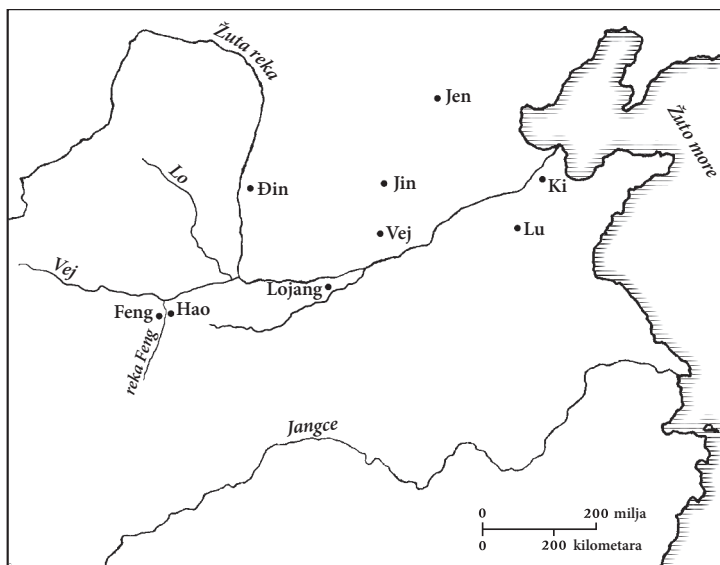 Žuta reka
Jen
Žuto more
Lo
Đin
Jin
Ki
Vej
Lu
Vej
Lojang
Feng
Hao
reka Feng
Jangce
0 200 milja
0 200 kilometara